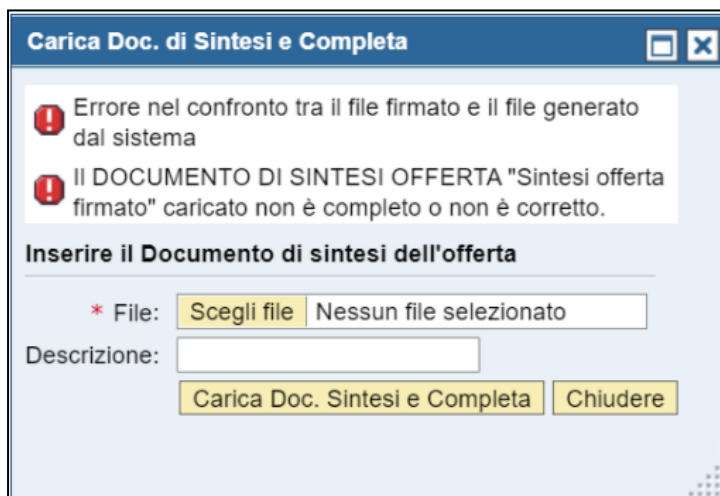 Carica Doc. di Sintesi e Completa
Errore nel confronto tra il file firmato e il file generato
dal sistema
Il DOCUMENTO DI SINTESI OFFERTA "Sintesi offerta
firmato" caricato non è completo o non è corretto.
Inserire il Documento di sintesi dell'offerta
* File: Scegli file Nessun file selezionato
Descrizione:
Carica Doc. Sintesi e Completa Chiudere